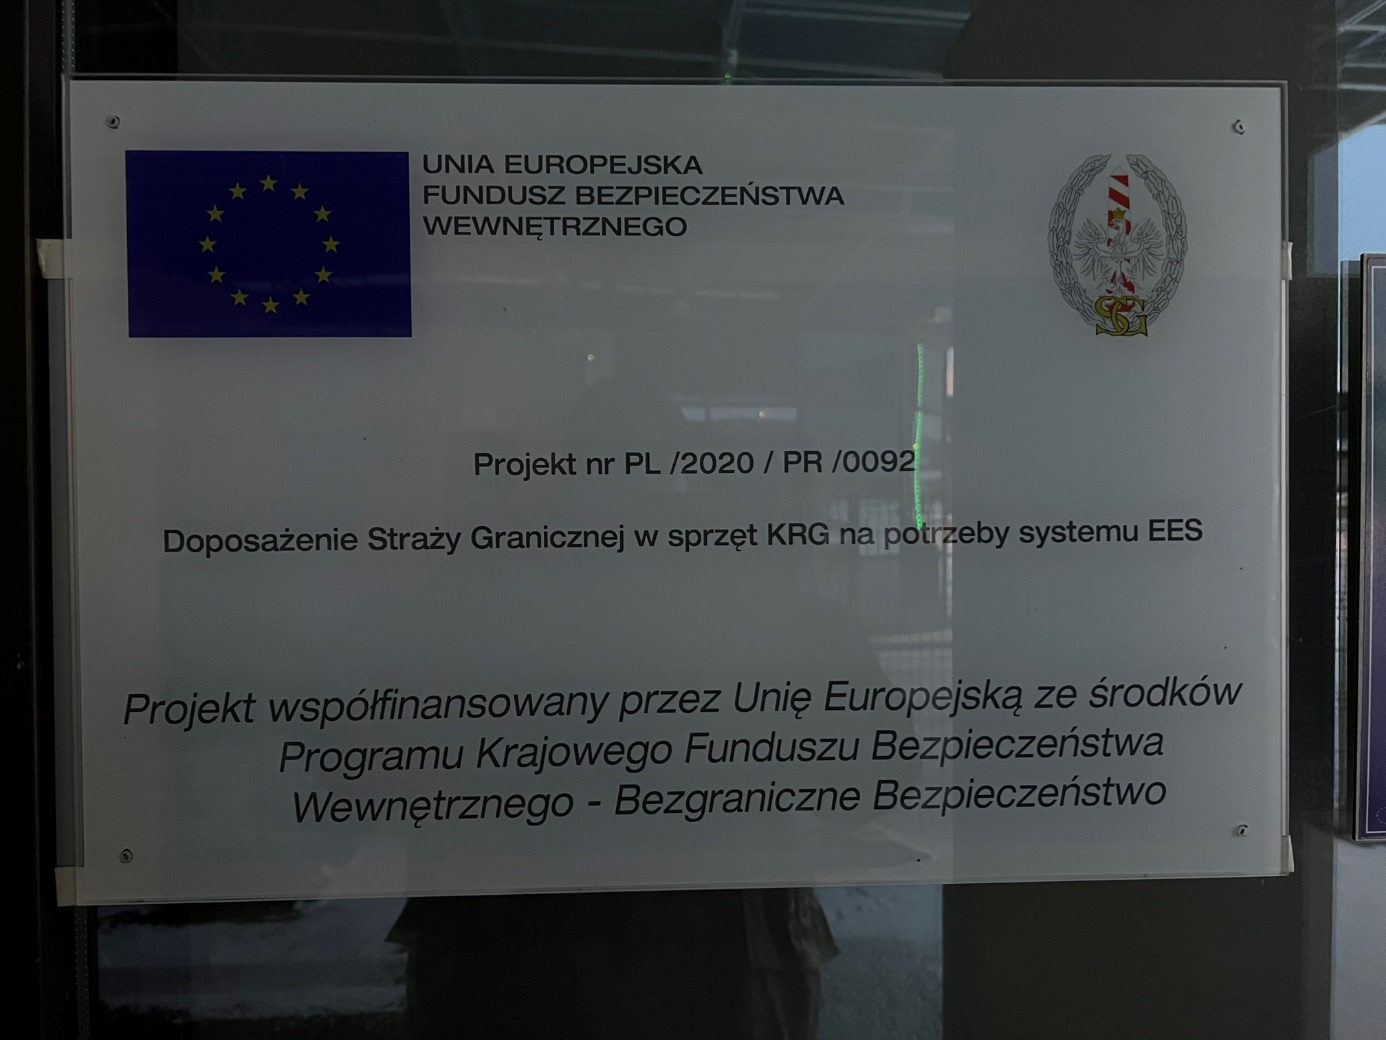 UNIA EUROPEJSKA
FUNDUSZ BEZPIECZEŃSTWA
WEWNĘTRZNEGO
SG
Projekt nr PL /2020 / PR /0092
Doposażenie Straży Granicznej w sprzęt KRG na potrzeby systemu EES
Projekt współfinansowany przez Unię Europejską ze środków
Programu Krajowego Funduszu Bezpieczeństwa
Wewnętrznego - Bezgraniczne Bezpieczeństwo